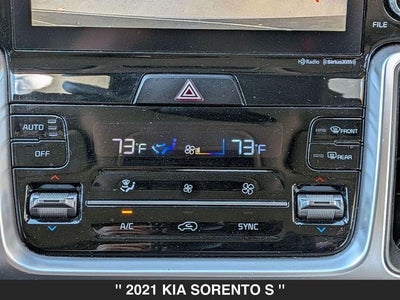 FILE
HD Radio SiriusXM
AUTO
OFF
73°F
73°F
FRONT
REAR
A/C
SYNC
" 2021 KIA SORENTO S "